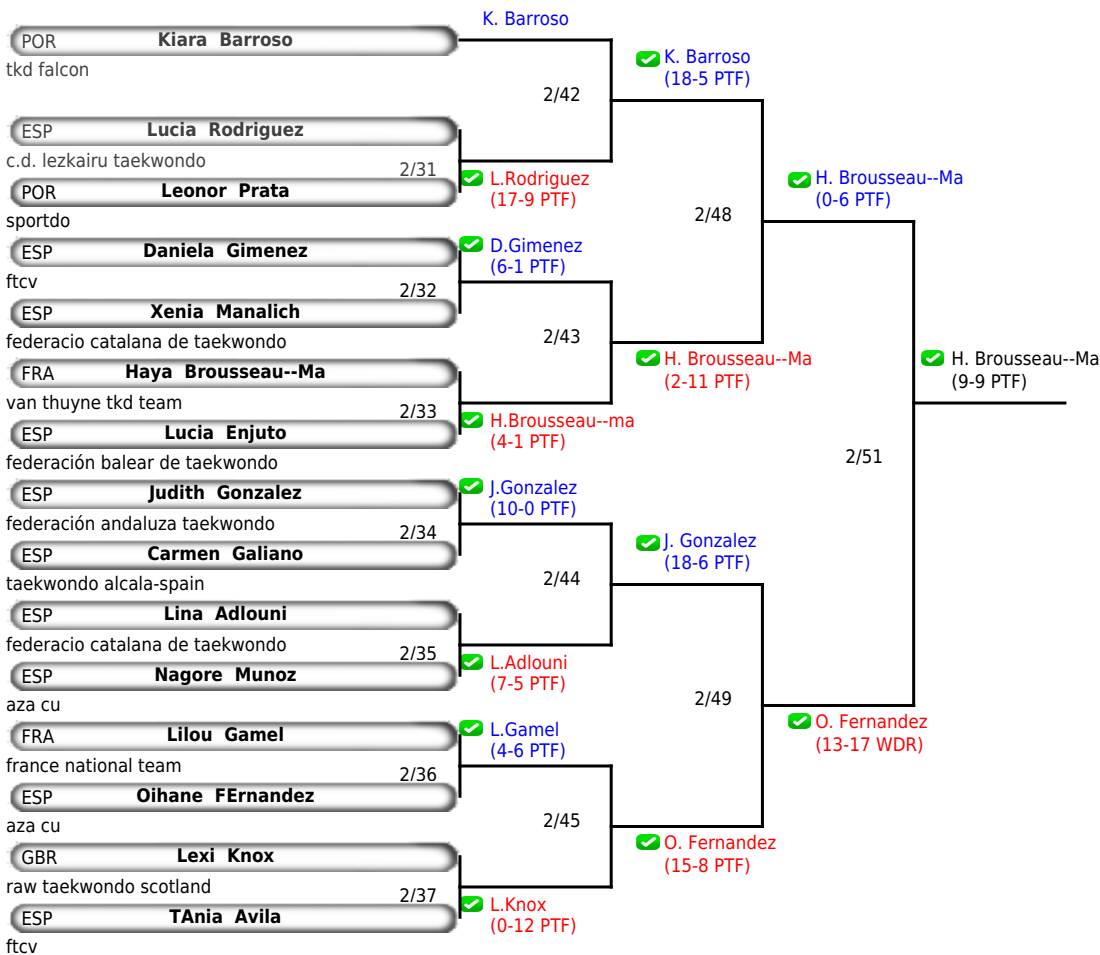 K. Barroso
POR Kiara Barroso
tkd falcon
K. Barroso
(18-5 PTF)
2/42
ESP Lucia Rodriguez
c.d. lezkairu taekwondo
2/31
POR Leonor Prata
sportdo
L.Rodriguez
(17-9 PTF)
H. Brousseau--Ma
(0-6 PTF)
2/48
ESP Daniela Gimenez
ftcv
D.Gimenez
(6-1 PTF)
2/32
ESP Xenia Manalich
federacio catalana de taekwondo
2/43
FRA Haya Brousseau--Ma
van thuyne tkd team
H. Brousseau--Ma
(2-11 PTF)
H. Brousseau--Ma
(9-9 PTF)
2/33
ESP Lucia Enjuto
federación balear de taekwondo
H.Brousseau--ma
(4-1 PTF)
2/51
ESP Judith Gonzalez
federación andaluza taekwondo
J.Gonzalez
(10-0 PTF)
2/34
ESP Carmen Galiano
taekwondo alcala-spain
J. Gonzalez
(18-6 PTF)
2/44
ESP Lina Adlouni
federacio catalana de taekwondo
2/35
ESP Nagore Munoz
aza cu
L.Adlouni
(7-5 PTF)
2/49
FRA Lilou Gamel
france national team
L.Gamel
(4-6 PTF)
O. Fernandez
(13-17 WDR)
2/36
ESP Oihane FErnandez
aza cu
2/45
GBR Lexi Knox
raw taekwondo scotland
O. Fernandez
(15-8 PTF)
2/37
ESP TAnia Avila
ftcv
L.Knox
(0-12 PTF)